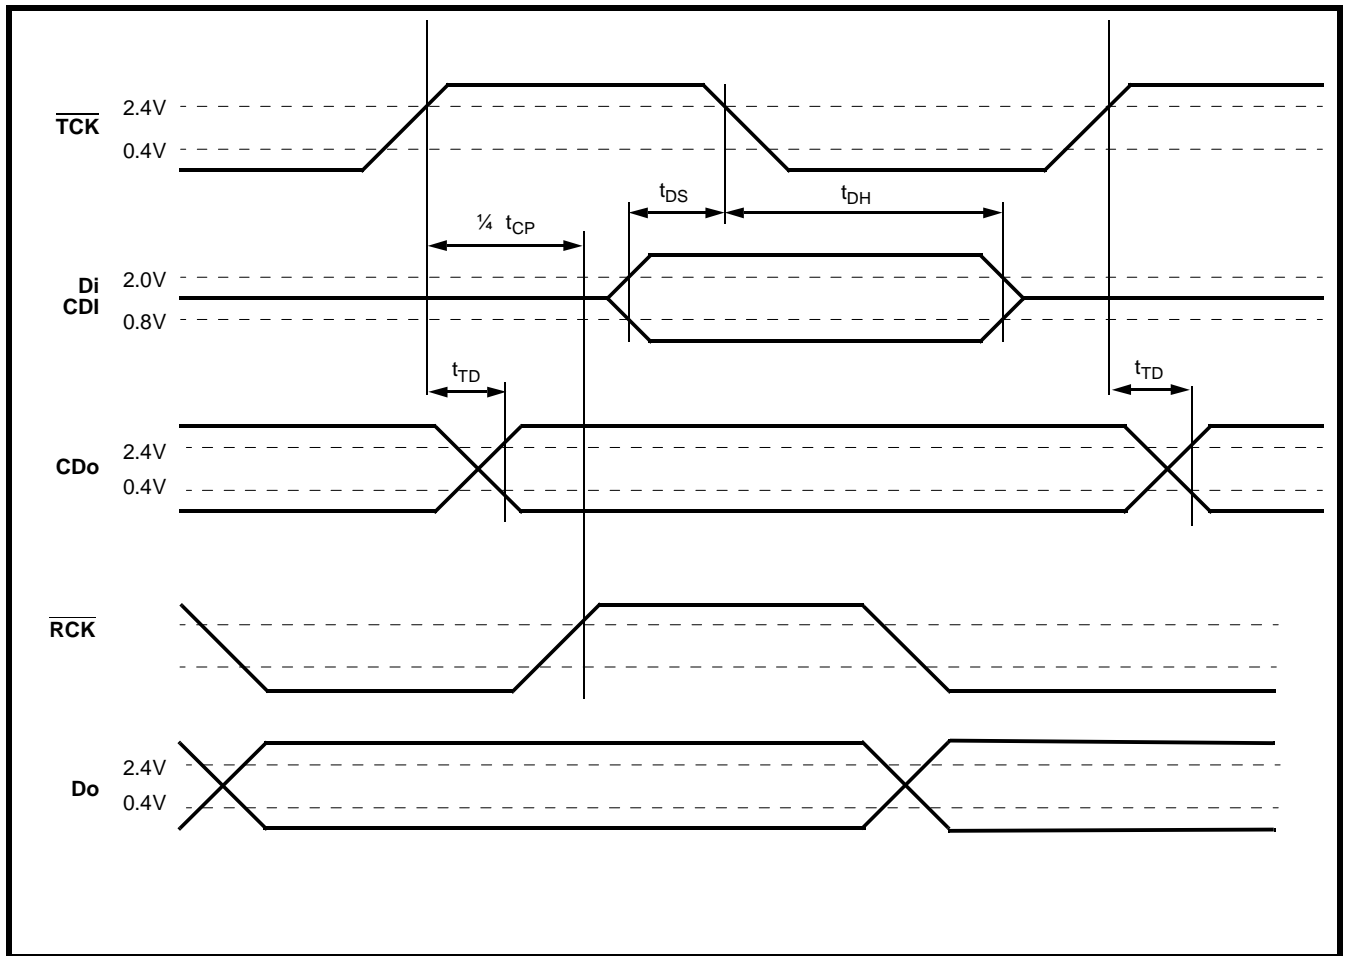 2.4V
TCK
0.4V
tDS
tDH
¼ tCP
2.0V
Di
CDI
0.8V
tTD
tTD
2.4V
CDo
0.4V
RCK
2.4V
Do
0.4V